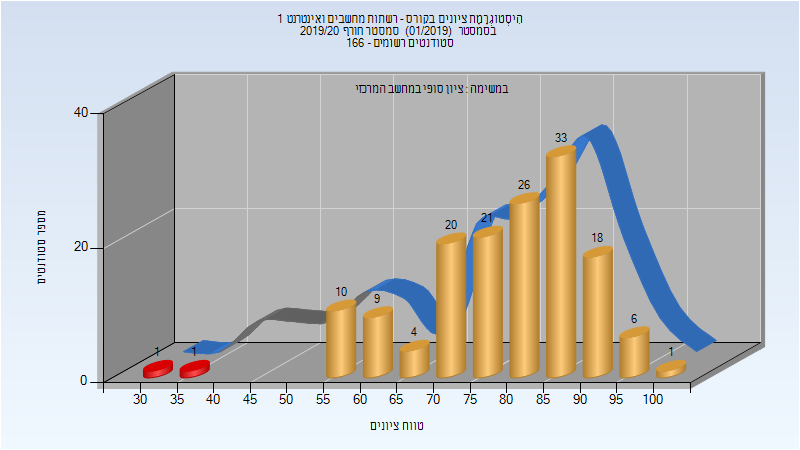 היסטוגרמת ציונים בקורס - רשתות מחשבים ואינטרנט 1
בסמסטר (01/2019) סמסטר חורף 2019/20
סטודנטים רשומים - 166
במשימה : ציון סופי במחשב המרכזי
מספר סטודנטים
40
20
0
1
1
10
9
4
20
21
26
33
18
6
1
30 35 40 45 50 55 60 65 70 75 80 85 90 95 100
טווח ציונים